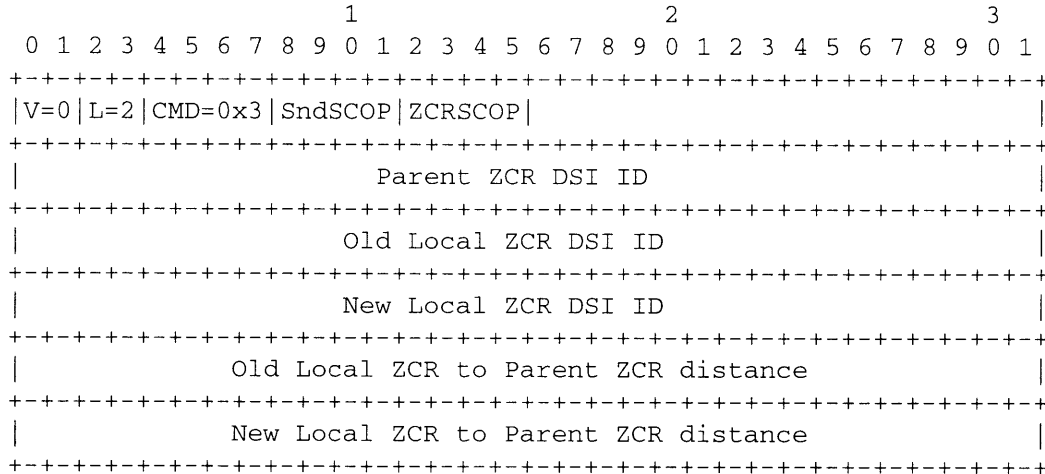 1                   2                   3
0 1 2 3 4 5 6 7 8 9 0 1 2 3 4 5 6 7 8 9 0 1 2 3 4 5 6 7 8 9 0 1
+-+-+-+-+-+-+-+-+-+-+-+-+-+-+-+-+-+-+-+-+-+-+-+-+-+-+-+-+-+-+-+-+
|V=0|L=2|CMD=0x3|SndSCOP|ZCRSCOP|                               |
+-+-+-+-+-+-+-+-+-+-+-+-+-+-+-+-+-+-+-+-+-+-+-+-+-+-+-+-+-+-+-+-+
|                      Parent ZCR DSI ID                        |
+-+-+-+-+-+-+-+-+-+-+-+-+-+-+-+-+-+-+-+-+-+-+-+-+-+-+-+-+-+-+-+-+
|                    Old Local ZCR DSI ID                       |
+-+-+-+-+-+-+-+-+-+-+-+-+-+-+-+-+-+-+-+-+-+-+-+-+-+-+-+-+-+-+-+-+
|                    New Local ZCR DSI ID                       |
+-+-+-+-+-+-+-+-+-+-+-+-+-+-+-+-+-+-+-+-+-+-+-+-+-+-+-+-+-+-+-+-+
|             Old Local ZCR to Parent ZCR distance              |
+-+-+-+-+-+-+-+-+-+-+-+-+-+-+-+-+-+-+-+-+-+-+-+-+-+-+-+-+-+-+-+-+
|             New Local ZCR to Parent ZCR distance              |
+-+-+-+-+-+-+-+-+-+-+-+-+-+-+-+-+-+-+-+-+-+-+-+-+-+-+-+-+-+-+-+-+